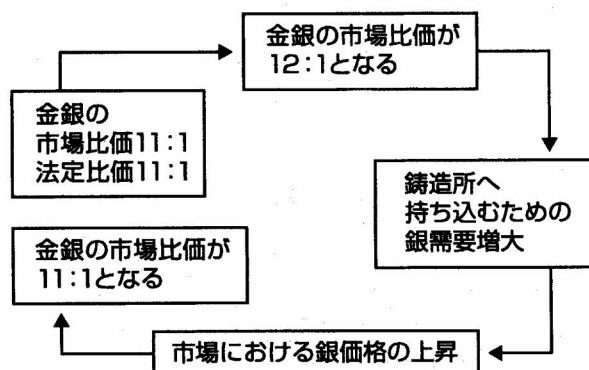 金銀の
市場比価11:1
法定比価11:1
金銀の市場比価が
12:1となる
鋳造所へ
持ち込むための
銀需要増大
市場における銀価格の上昇
金銀の市場比価が
11:1となる